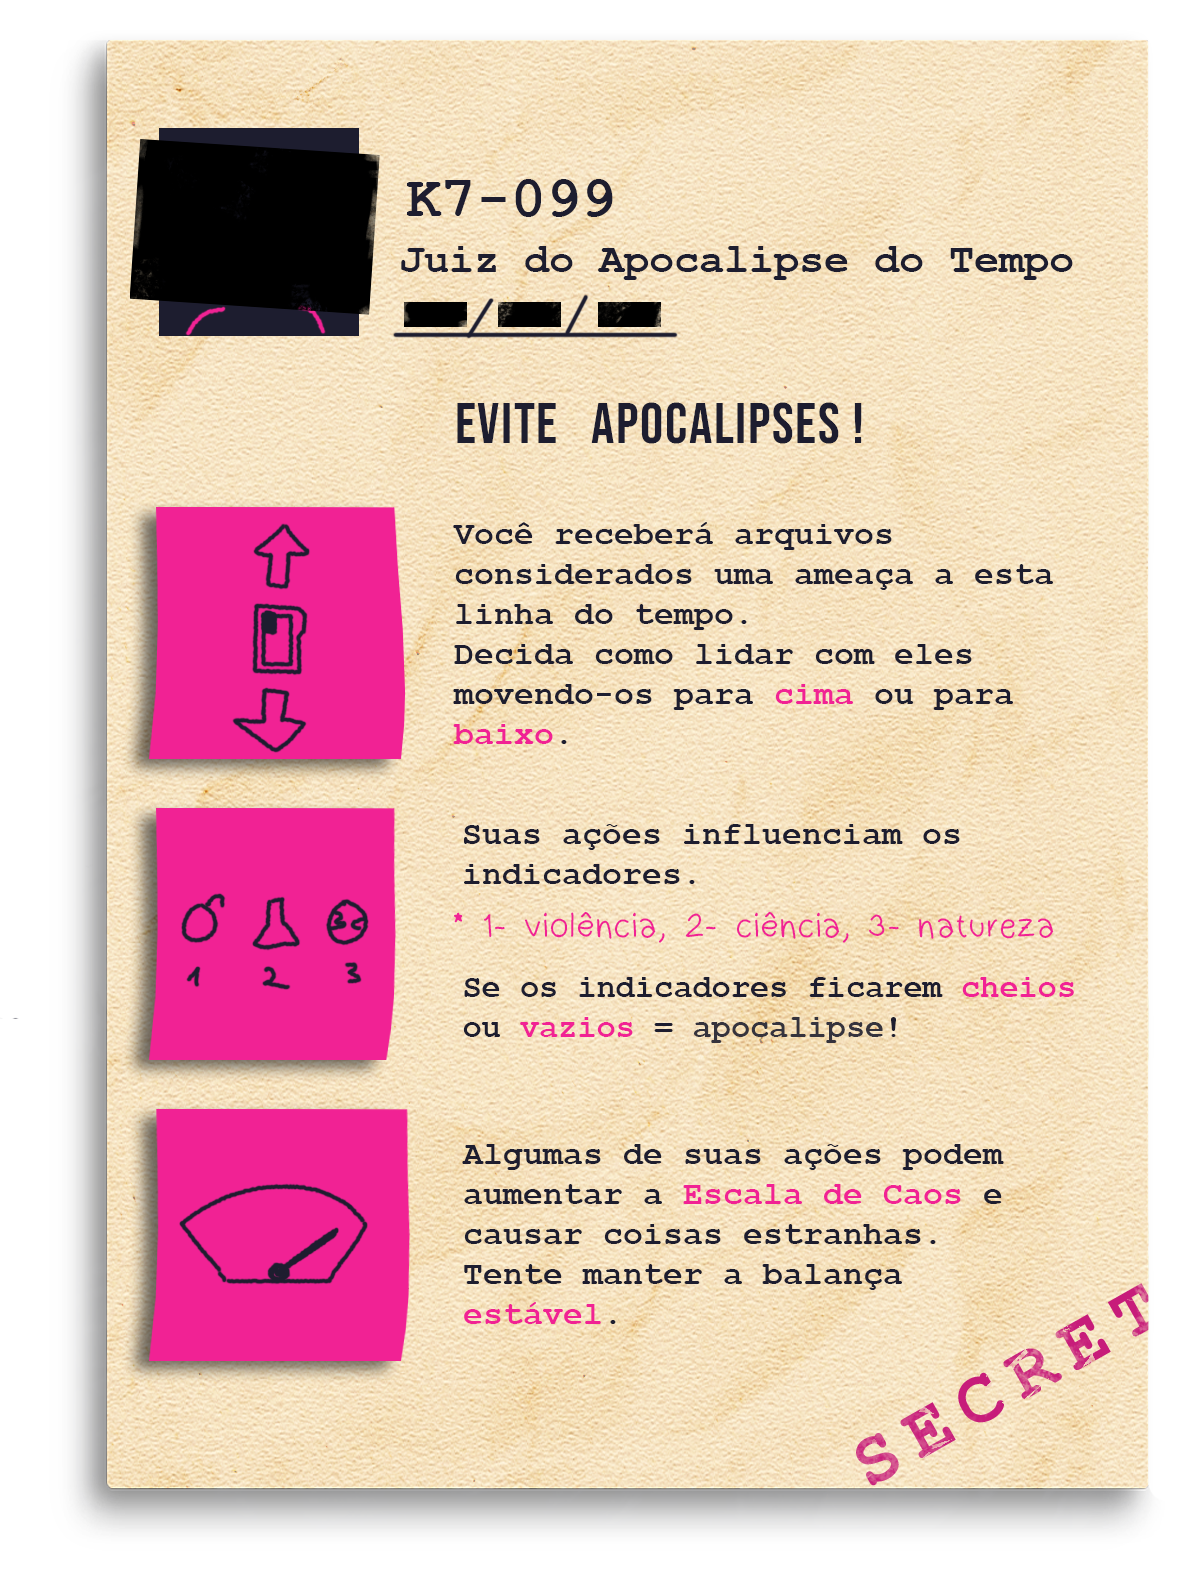 K7-099
Juiz do Apocalipse do Tempo
EVITE APOCALIPSES!
Você receberá arquivos
considerados uma ameaça a esta
linha do tempo.
Decida como lidar com eles
movendo-os para cima ou para
baixo.
Suas ações influenciam os
indicadores.
* 1- violência, 2- ciência, 3- natureza
1 2 3
Se os indicadores ficarem cheios
ou vazios = apocalipse!
Algumas de suas ações podem
aumentar a Escala de Caos e
causar coisas estranhas.
Tente manter a balança
estável.
SECRET